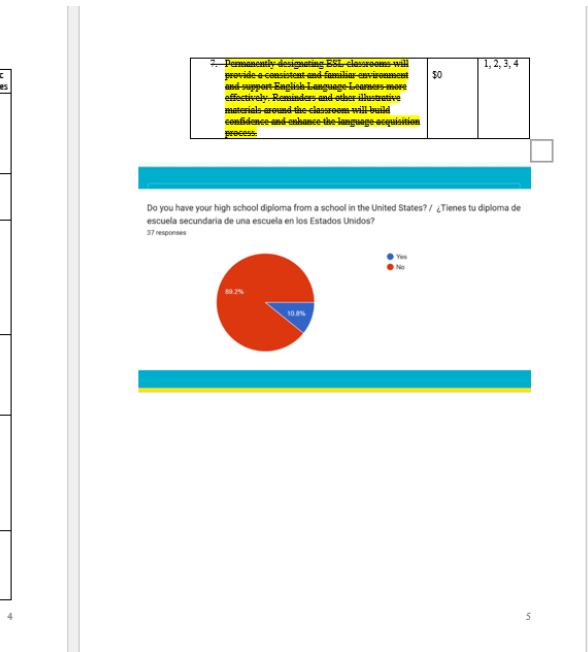 c
es
7. Permanently designating ESL classrooms will
provide a consistent and familiar environment
and support English Language Learners more
effectively. Reminders and other illustrative
materials around the classroom will build
confidence and enhance the language acquisition
process.
$0
1, 2, 3, 4
Do you have your high school diploma from a school in the United States? / ¿Tienes tu diploma de
escuela secundaria de una escuela en los Estados Unidos?
37 responses
Yes
No
89.2%
10.8%
4
5